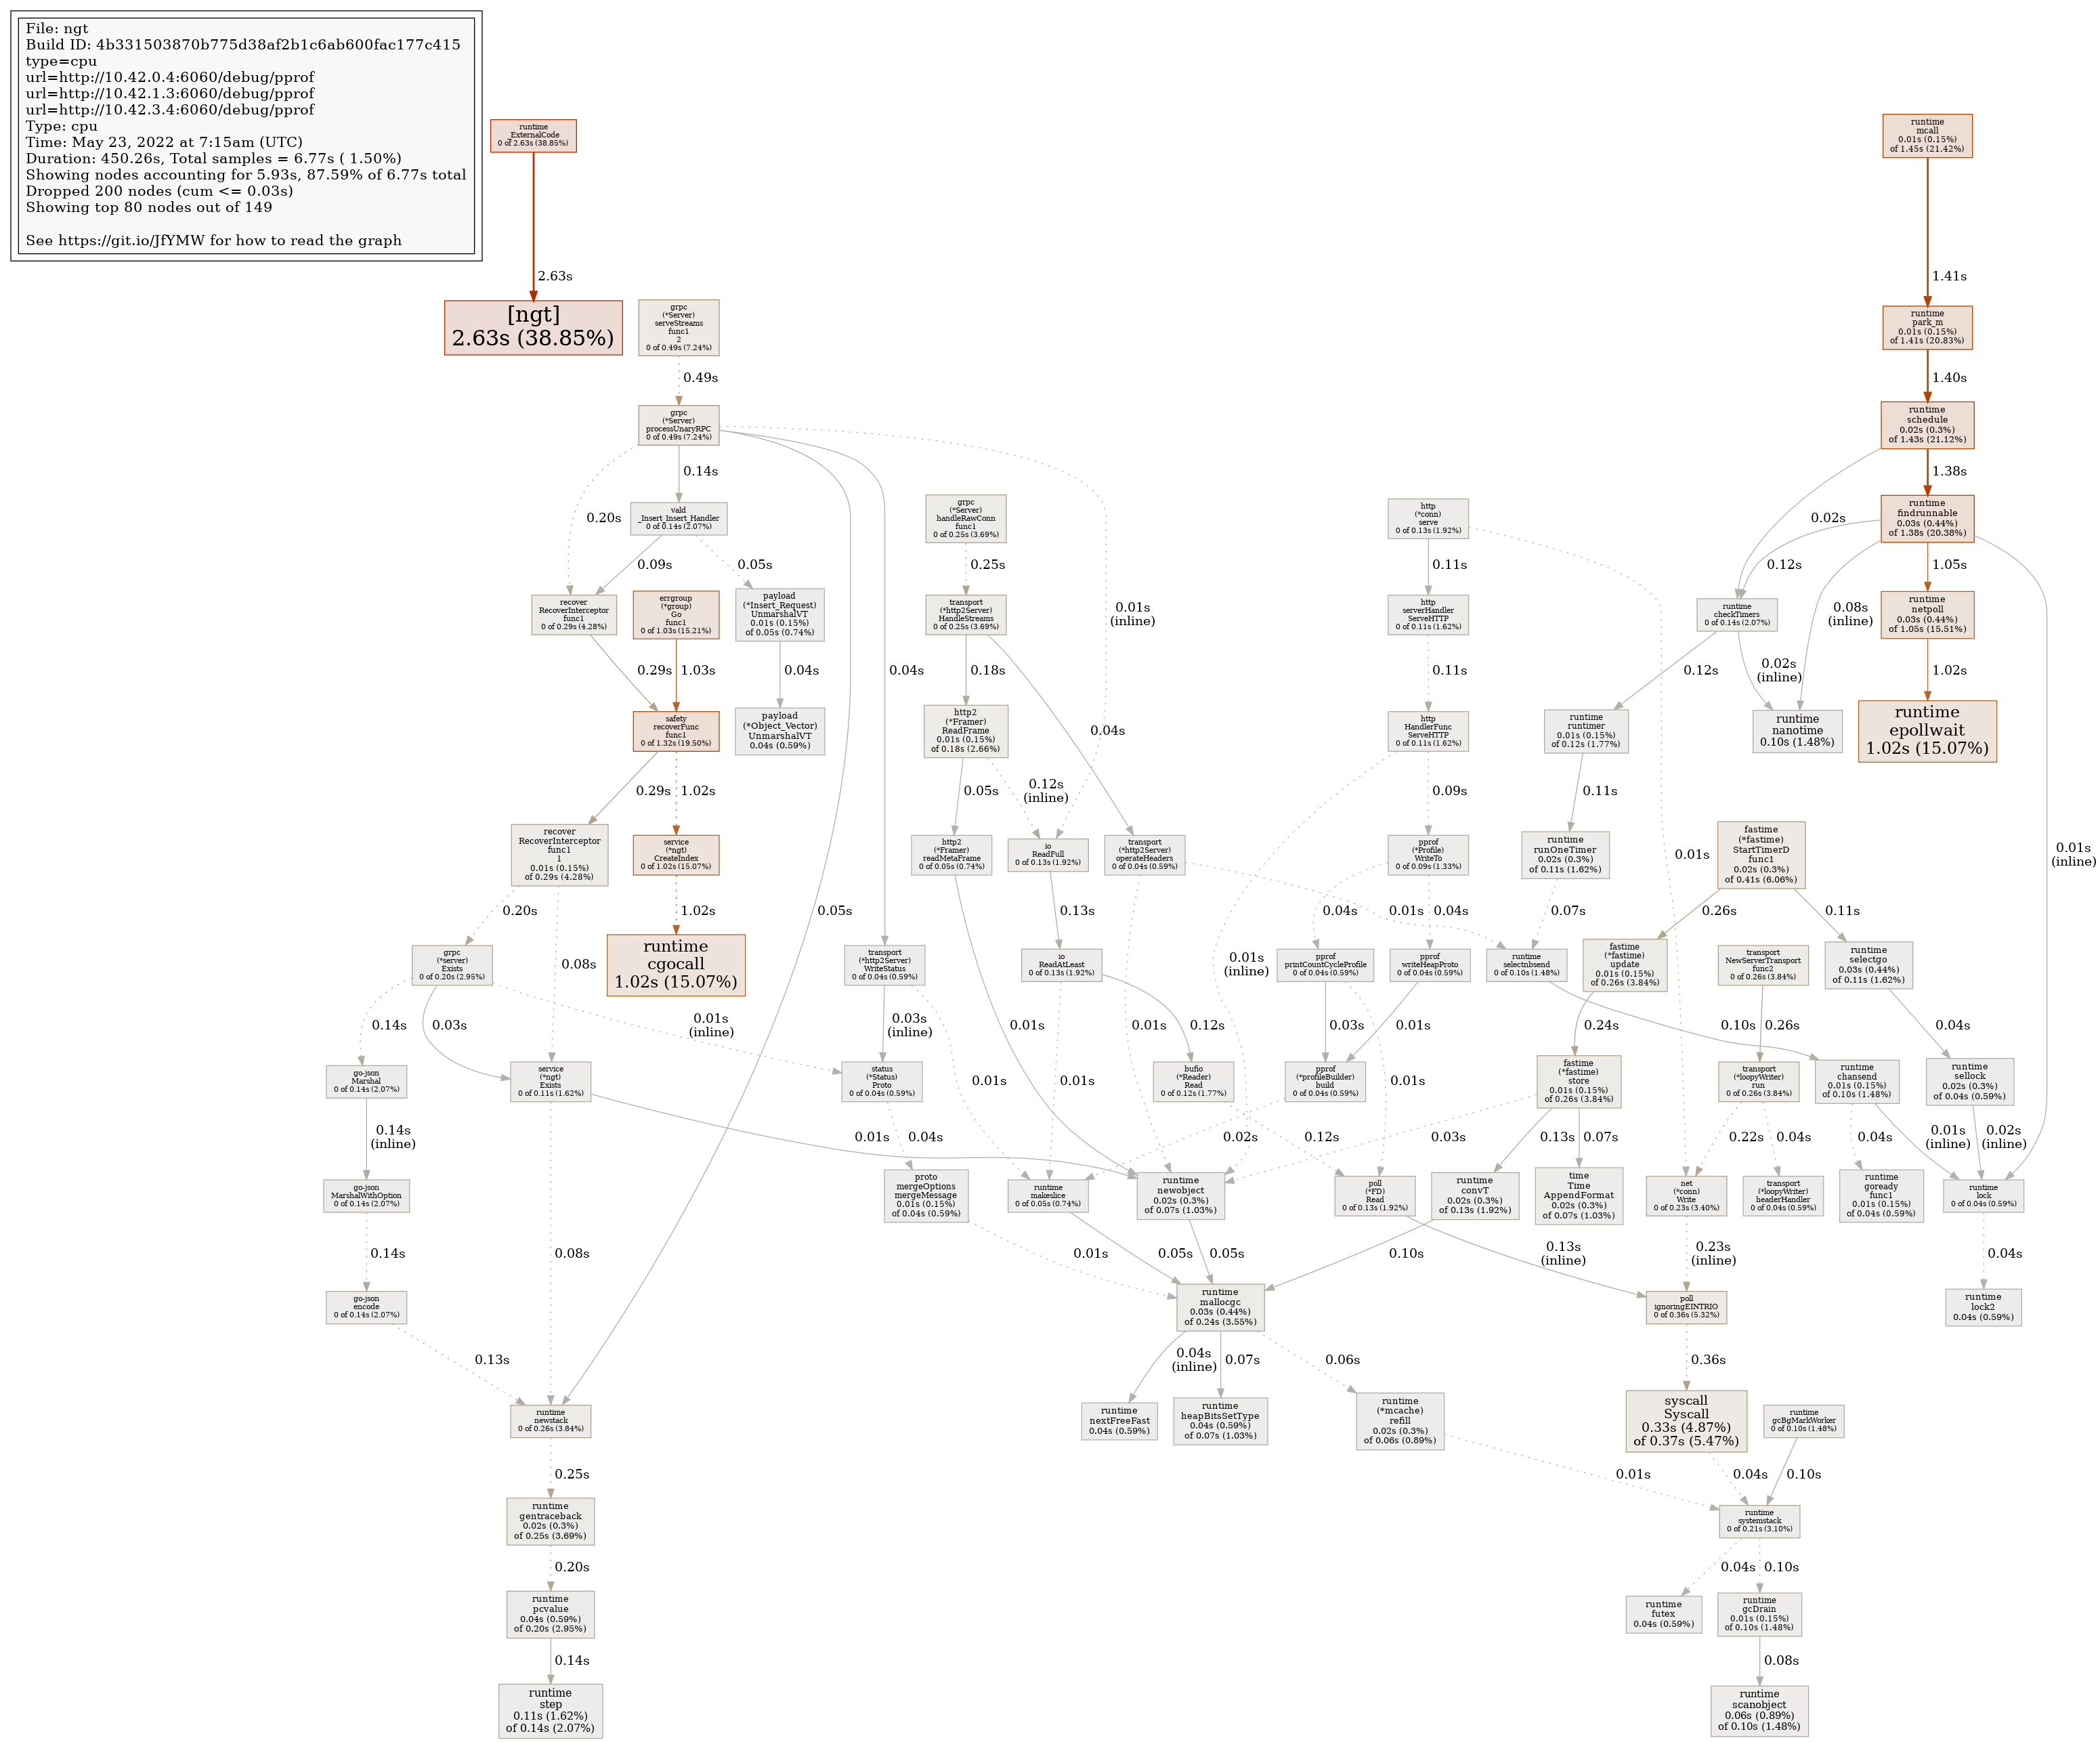 File: ngt
Build ID: 4b331503870b775d38af2b1c6ab600fac177c415
type=cpu
url=http://10.42.0.4:6060/debug/pprof
url=http://10.42.1.3:6060/debug/pprof
url=http://10.42.3.4:6060/debug/pprof
Type: cpu
Time: May 23, 2022 at 7:15am (UTC)
Duration: 450.26s, Total samples = 6.77s ( 1.50%)
Showing nodes accounting for 5.93s, 87.59% of 6.77s total
Dropped 200 nodes (cum <= 0.03s)
Showing top 80 nodes out of 149
See https://git.io/JfYMW for how to read the graph
runtime
_ExternalCode
0 of 2.63s (38.85%)
runtime
mcall
0.01s (0.15%)
of 1.45s (21.42%)
2.63s
1.41s
[ngt]
2.63s (38.85%)
grpc
(*Server)
serveStreams
func1
2
0 of 0.49s (7.24%)
runtime
park_m
0.01s (0.15%)
of 1.41s (20.83%)
0.49s
1.40s
grpc
(*Server)
processUnaryRPC
0 of 0.49s (7.24%)
runtime
schedule
0.02s (0.3%)
of 1.43s (21.12%)
0.14s
1.38s
0.20s
vald
_Insert_Insert_Handler
0 of 0.14s (2.07%)
grpc
(*Server)
handleRawConn
func1
0 of 0.25s (3.69%)
http
(*conn)
serve
0 of 0.13s (1.92%)
0.02s
runtime
findrunnable
0.03s (0.44%)
of 1.38s (20.38%)
0.09s
0.05s
0.25s
0.11s
0.12s
1.05s
recover
RecoverInterceptor
func1
0 of 0.29s (4.28%)
errgroup
(*group)
Go
func1
0 of 1.03s (15.21%)
payload
(*Insert_Request)
UnmarshalVT
0.01s (0.15%)
of 0.05s (0.74%)
transport
(*http2Server)
HandleStreams
0 of 0.25s (3.69%)
0.01s
(inline)
http
serverHandler
ServeHTTP
0 of 0.11s (1.62%)
runtime
checkTimers
0 of 0.14s (2.07%)
0.08s
(inline)
runtime
netpoll
0.03s (0.44%)
of 1.05s (15.51%)
0.29s
1.03s
0.04s
0.04s
0.18s
0.11s
0.12s
0.02s
(inline)
1.02s
safety
recoverFunc
func1
0 of 1.32s (19.50%)
payload
(*Object_Vector)
UnmarshalVT
0.04s (0.59%)
http2
(*Framer)
ReadFrame
0.01s (0.15%)
of 0.18s (2.66%)
0.04s
http
HandlerFunc
ServeHTTP
0 of 0.11s (1.62%)
runtime
runtimer
0.01s (0.15%)
of 0.12s (1.77%)
runtime
nanotime
0.10s (1.48%)
runtime
epollwait
1.02s (15.07%)
0.29s
1.02s
0.05s
0.12s
(inline)
0.09s
0.11s
recover
RecoverInterceptor
func1
1
0.01s (0.15%)
of 0.29s (4.28%)
service
(*ngt)
CreateIndex
0 of 1.02s (15.07%)
http2
(*Framer)
readMetaFrame
0 of 0.05s (0.74%)
io
ReadFull
0 of 0.13s (1.92%)
transport
(*http2Server)
operateHeaders
0 of 0.04s (0.59%)
pprof
(*Profile)
WriteTo
0 of 0.09s (1.33%)
runtime
runOneTimer
0.02s (0.3%)
of 0.11s (1.62%)
0.01s
fastime
(*fastime)
StartTimerD
func1
0.02s (0.3%)
of 0.41s (6.06%)
0.01s
(inline)
0.20s
1.02s
0.05s
0.13s
0.04s
0.04s
0.01s
0.07s
0.26s
0.11s
grpc
(*server)
Exists
0 of 0.20s (2.95%)
0.08s
runtime
cgocall
1.02s (15.07%)
transport
(*http2Server)
WriteStatus
0 of 0.04s (0.59%)
io
ReadAtLeast
0 of 0.13s (1.92%)
0.01s
(inline)
pprof
printCountCycleProfile
0 of 0.04s (0.59%)
pprof
writeHeapProto
0 of 0.04s (0.59%)
runtime
selectnbsend
0 of 0.10s (1.48%)
fastime
(*fastime)
update
0.01s (0.15%)
of 0.26s (3.84%)
transport
NewServerTransport
func2
0 of 0.26s (3.84%)
runtime
selectgo
0.03s (0.44%)
of 0.11s (1.62%)
0.14s
0.03s
0.01s
(inline)
0.03s
(inline)
0.01s
0.01s
0.12s
0.03s
0.01s
0.10s
0.24s
0.26s
0.04s
go-json
Marshal
0 of 0.14s (2.07%)
service
(*ngt)
Exists
0 of 0.11s (1.62%)
status
(*Status)
Proto
0 of 0.04s (0.59%)
0.01s
0.01s
bufio
(*Reader)
Read
0 of 0.12s (1.77%)
pprof
(*profileBuilder)
build
0 of 0.04s (0.59%)
0.01s
fastime
(*fastime)
store
0.01s (0.15%)
of 0.26s (3.84%)
transport
(*loopyWriter)
run
0 of 0.26s (3.84%)
runtime
chansend
0.01s (0.15%)
of 0.10s (1.48%)
runtime
sellock
0.02s (0.3%)
of 0.04s (0.59%)
0.14s
(inline)
0.01s
0.04s
0.02s
0.12s
0.03s
0.13s
0.07s
0.22s
0.04s
0.04s
0.01s
(inline)
0.02s
(inline)
go-json
MarshalWithOption
0 of 0.14s (2.07%)
proto
mergeOptions
mergeMessage
0.01s (0.15%)
of 0.04s (0.59%)
runtime
makeslice
0 of 0.05s (0.74%)
runtime
newobject
0.02s (0.3%)
of 0.07s (1.03%)
poll
(*FD)
Read
0 of 0.13s (1.92%)
runtime
convT
0.02s (0.3%)
of 0.13s (1.92%)
time
Time
AppendFormat
0.02s (0.3%)
of 0.07s (1.03%)
net
(*conn)
Write
0 of 0.23s (3.40%)
transport
(*loopyWriter)
headerHandler
0 of 0.04s (0.59%)
runtime
goready
func1
0.01s (0.15%)
of 0.04s (0.59%)
runtime
lock
0 of 0.04s (0.59%)
0.14s
0.08s
0.01s
0.05s
0.05s
0.10s
0.13s
(inline)
0.23s
(inline)
0.04s
go-json
encode
0 of 0.14s (2.07%)
runtime
mallocgc
0.03s (0.44%)
of 0.24s (3.55%)
poll
ignoringEINTRIO
0 of 0.36s (5.32%)
runtime
lock2
0.04s (0.59%)
0.13s
0.04s
(inline)
0.07s
0.06s
0.36s
runtime
newstack
0 of 0.26s (3.84%)
runtime
nextFreeFast
0.04s (0.59%)
runtime
heapBitsSetType
0.04s (0.59%)
of 0.07s (1.03%)
runtime
(*mcache)
refill
0.02s (0.3%)
of 0.06s (0.89%)
syscall
Syscall
0.33s (4.87%)
of 0.37s (5.47%)
runtime
gcBgMarkWorker
0 of 0.10s (1.48%)
0.25s
0.01s
0.04s
0.10s
runtime
gentraceback
0.02s (0.3%)
of 0.25s (3.69%)
runtime
systemstack
0 of 0.21s (3.10%)
0.20s
0.04s
0.10s
runtime
pcvalue
0.04s (0.59%)
of 0.20s (2.95%)
runtime
futex
0.04s (0.59%)
runtime
gcDrain
0.01s (0.15%)
of 0.10s (1.48%)
0.14s
0.08s
runtime
step
0.11s (1.62%)
of 0.14s (2.07%)
runtime
scanobject
0.06s (0.89%)
of 0.10s (1.48%)